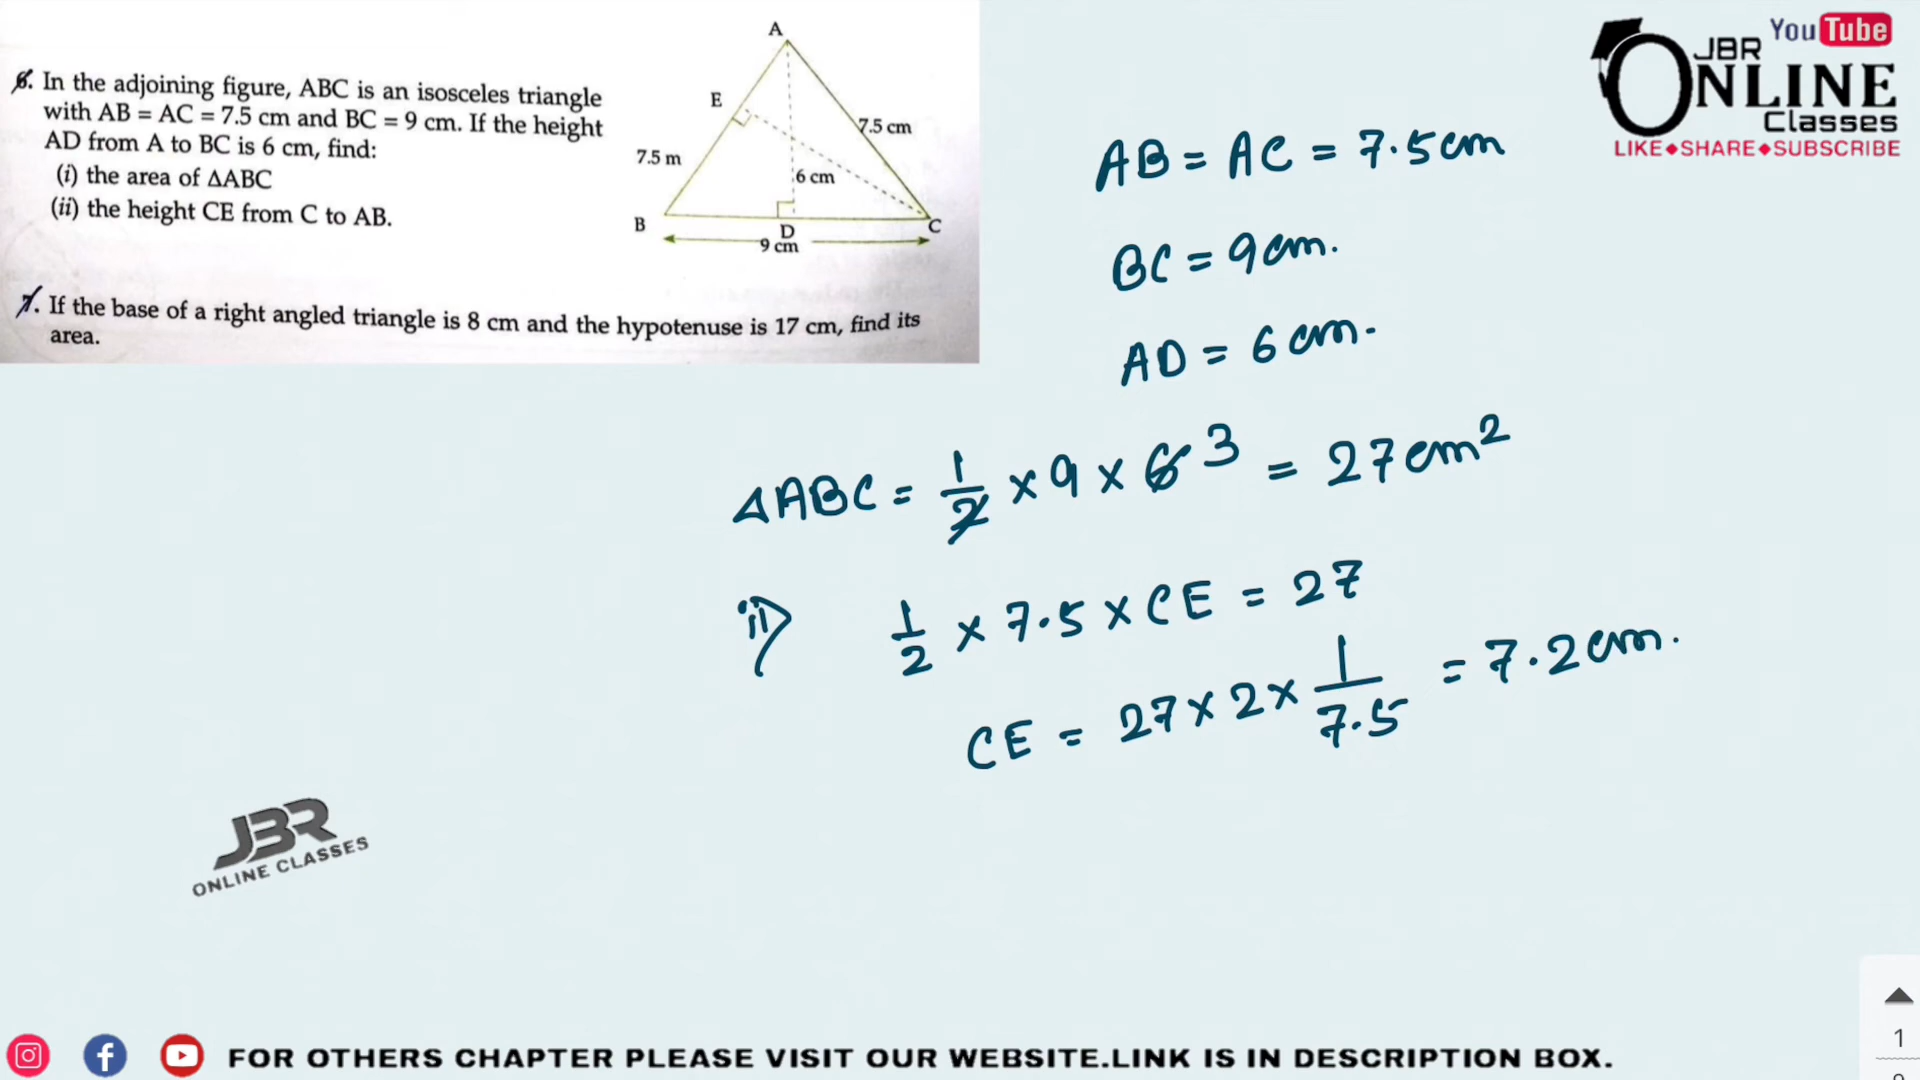 6. In the adjoining figure, ABC is an isosceles triangle
with AB = AC = 7.5 cm and BC = 9 cm. If the height
AD from A to BC is 6 cm, find:
(i) the area of ΔABC
(ii) the height CE from C to AB.
A
E
7.5 cm
7.5 m
6 cm
B
D
C
9 cm
7. If the base of a right angled triangle is 8 cm and the hypotenuse is 17 cm, find its
area.
YouTube
JBR
ONLINE
Classes
LIKE◆SHARE◆SUBSCRIBE
AB = AC = 7.5cm
BC = 9cm.
AD = 6cm.
ΔABC = 1/2 × 9 × 6 3 = 27cm²
ii) 1/2 × 7.5 × CE = 27
CE = 27 × 2 × 1/7.5 = 7.2cm.
JBR
ONLINE CLASSES
1
FOR OTHERS CHAPTER PLEASE VISIT OUR WEBSITE.LINK IS IN DESCRIPTION BOX.